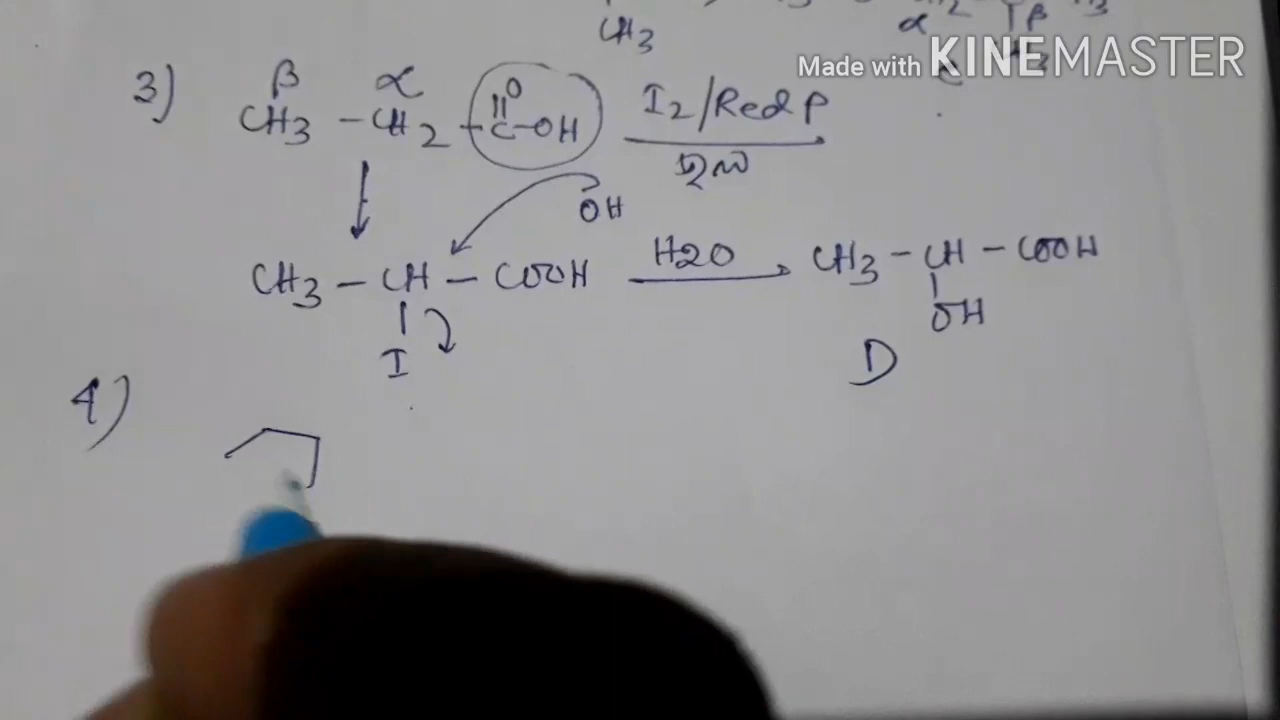 CH3 α β
Made with KINEMASTER
3) β α
CH3 - CH2 - C - OH I2/Red P
O
OH
CH3 - CH - COOH H2O CH3 - CH - COOH
I OH
D
4)